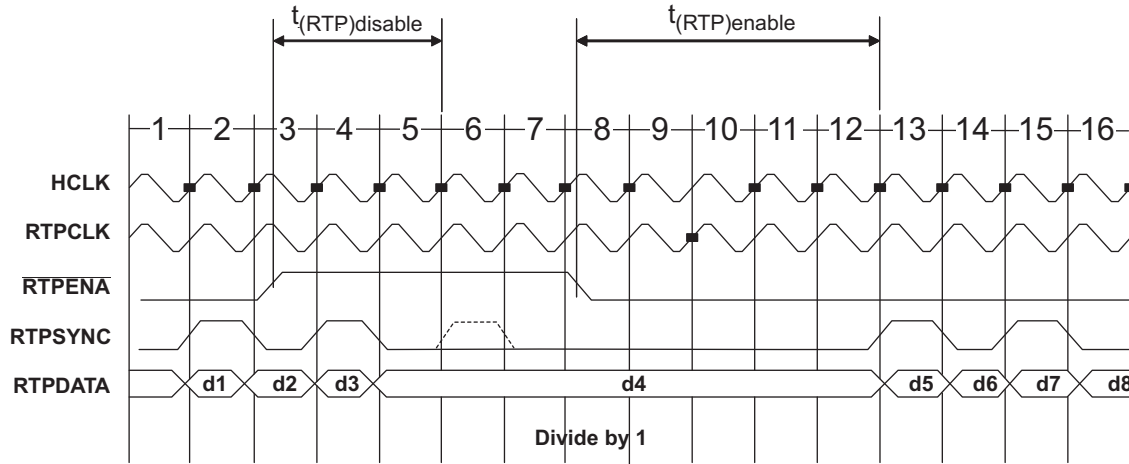 t(RTP)disable t(RTP)enable
1 2 3 4 5 6 7 8 9 10 11 12 13 14 15 16
HCLK
RTPCLK
RTPENA
RTPSYNC
RTPDATA d1 d2 d3 d4 d5 d6 d7 d8
Divide by 1